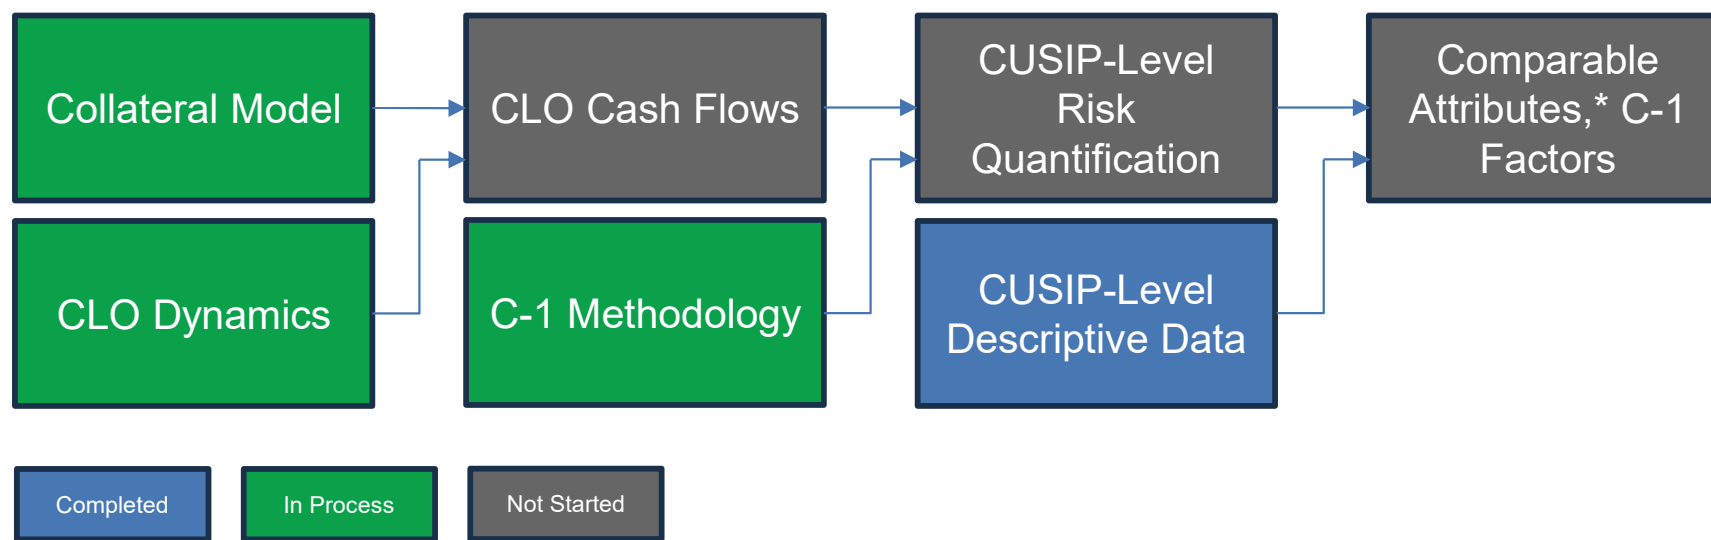 Collateral Model
CLO Cash Flows
CUSIP-Level
Risk
Quantification
Comparable
Attributes,* C-1
Factors
CLO Dynamics
C-1 Methodology
CUSIP-Level
Descriptive Data
Completed
In Process
Not Started